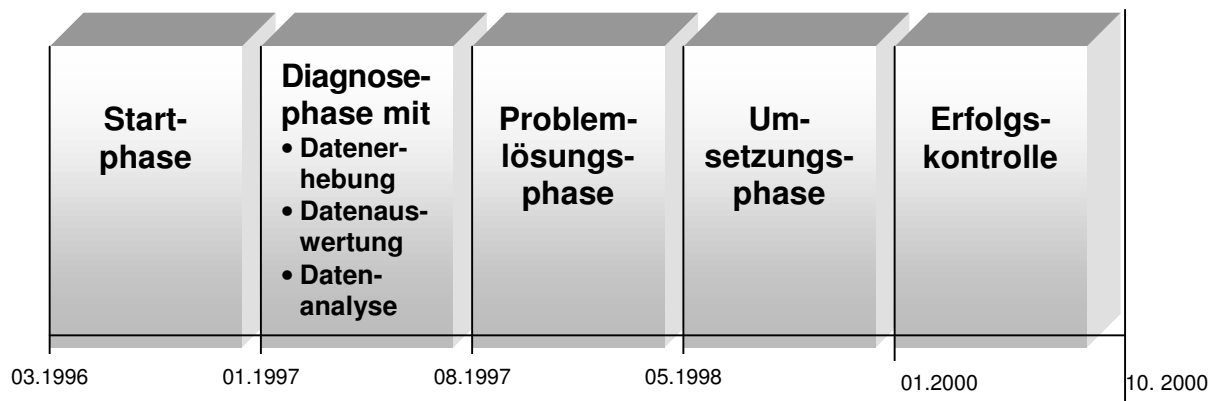 Start-
phase
Diagnose-
phase mit
• Datener-
hebung
• Datenaus-
wertung
• Daten-
analyse
Problem-
lösungs-
phase
Um-
setzungs-
phase
Erfolgs-
kontrolle
03.1996
01.1997
08.1997
05.1998
01.2000
10. 2000